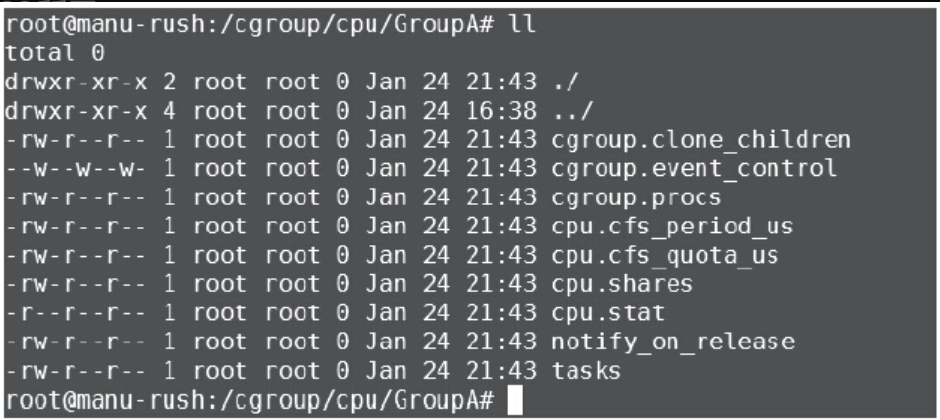 root@manu-rush:/cgroup/cpu/GroupA# ll
total 0
drwxr-xr-x 2 root root 0 Jan 24 21:43 ./
drwxr-xr-x 4 root root 0 Jan 24 16:38 ../
-rw-r--r-- 1 root root 0 Jan 24 21:43 cgroup.clone_children
--w--w--w- 1 root root 0 Jan 24 21:43 cgroup.event_control
-rw-r--r-- 1 root root 0 Jan 24 21:43 cgroup.procs
-rw-r--r-- 1 root root 0 Jan 24 21:43 cpu.cfs_period_us
-rw-r--r-- 1 root root 0 Jan 24 21:43 cpu.cfs_quota_us
-rw-r--r-- 1 root root 0 Jan 24 21:43 cpu.shares
-r--r--r-- 1 root root 0 Jan 24 21:43 cpu.stat
-rw-r--r-- 1 root root 0 Jan 24 21:43 notify_on_release
-rw-r--r-- 1 root root 0 Jan 24 21:43 tasks
root@manu-rush:/cgroup/cpu/GroupA#